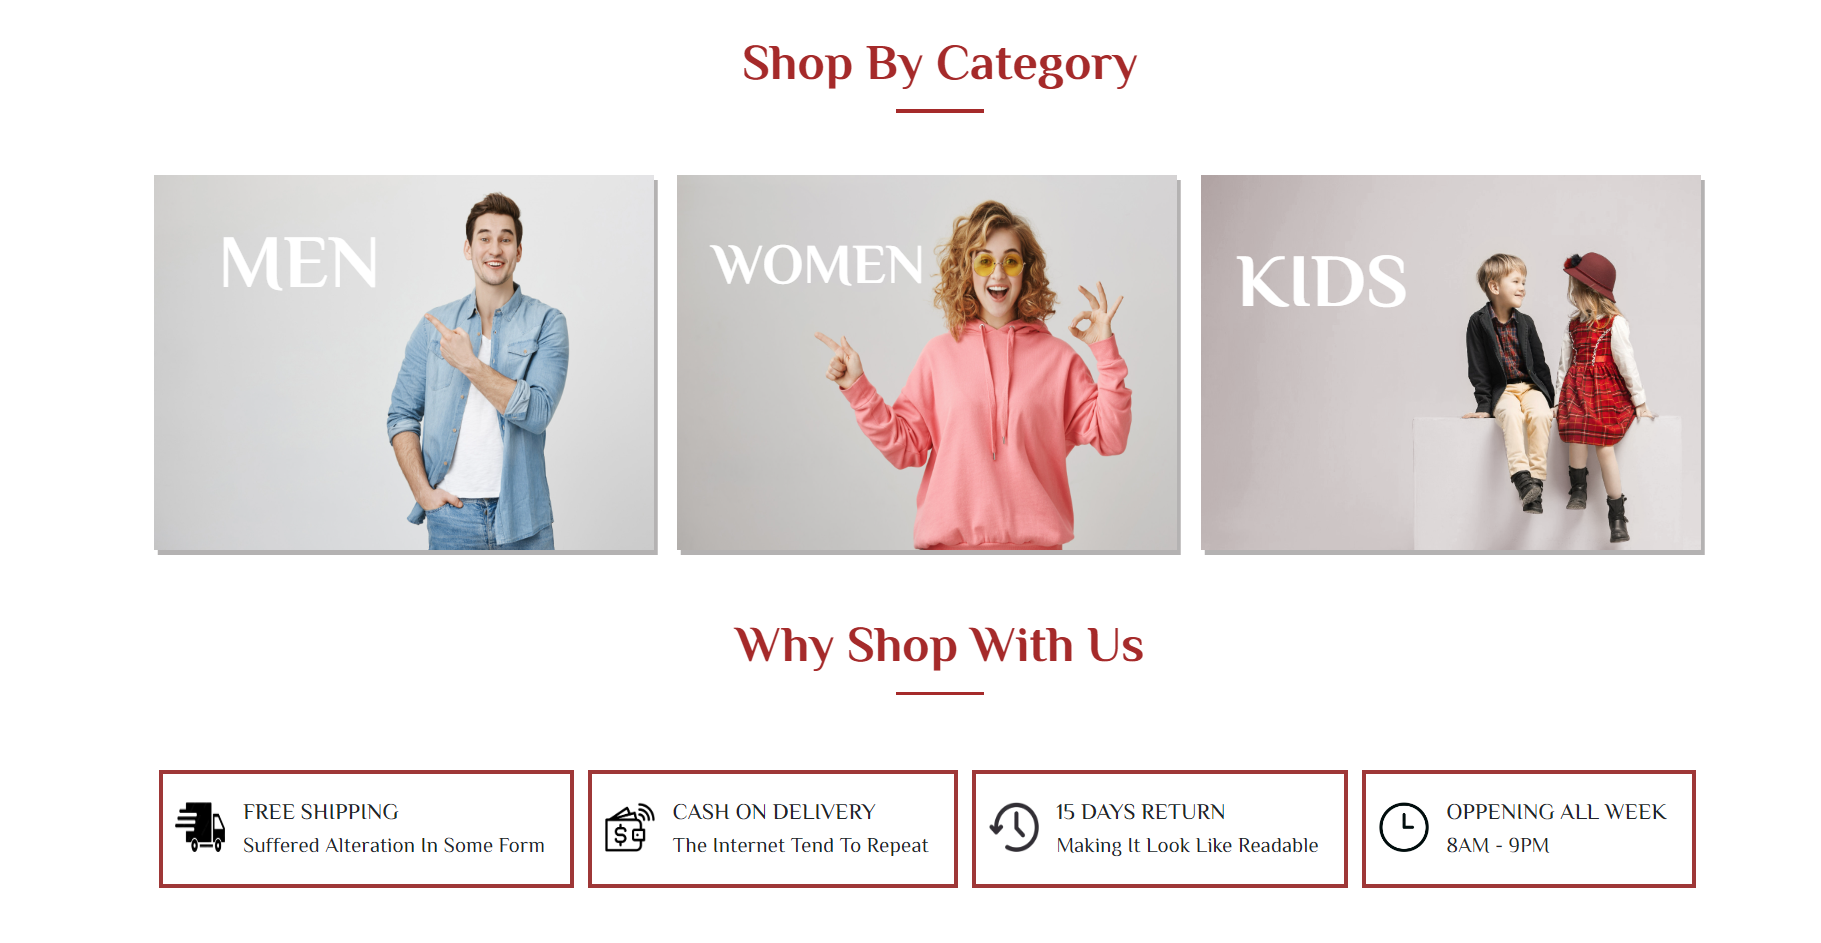 Shop By Category
MEN
WOMEN
KIDS
Why Shop With Us
FREE SHIPPING
Suffered Alteration In Some Form
CASH ON DELIVERY
The Internet Tend To Repeat
15 DAYS RETURN
Making It Look Like Readable
OPPENING ALL WEEK
8AM - 9PM